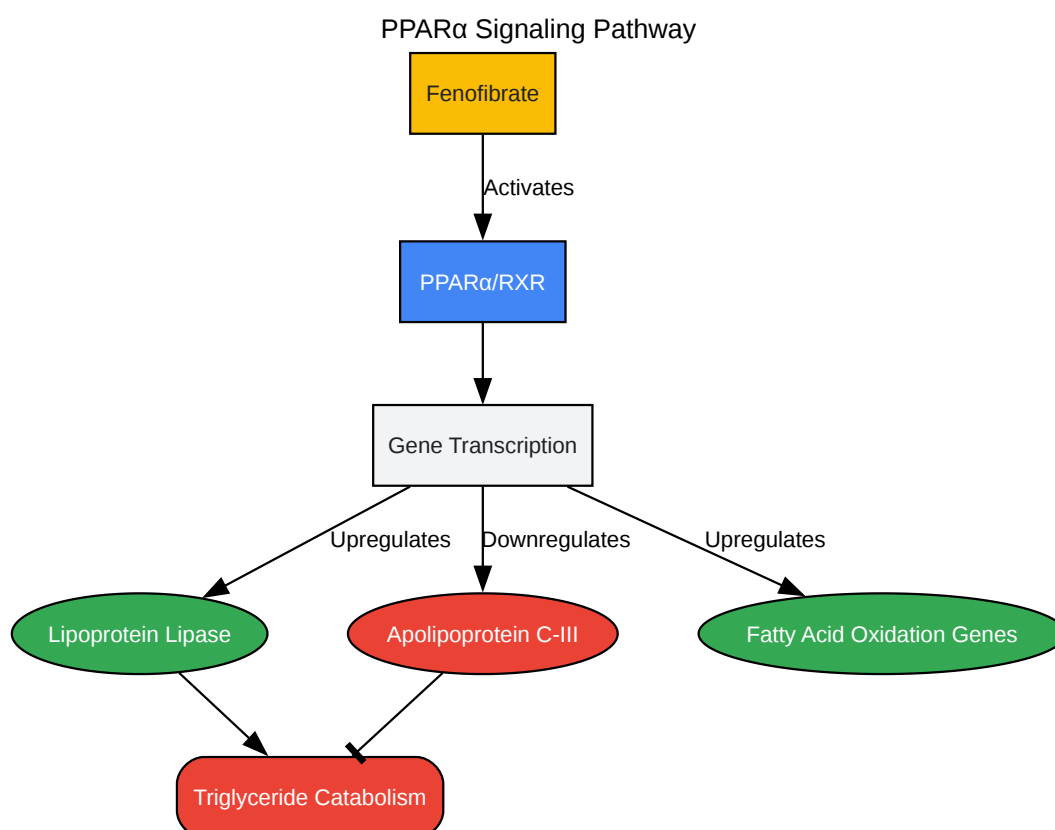 PPARα Signaling Pathway
Fenofibrate
Activates
PPARα/RXR
Gene Transcription
Upregulates
Downregulates
Upregulates
Lipoprotein Lipase
Apolipoprotein C-III
Fatty Acid Oxidation Genes
Triglyceride Catabolism